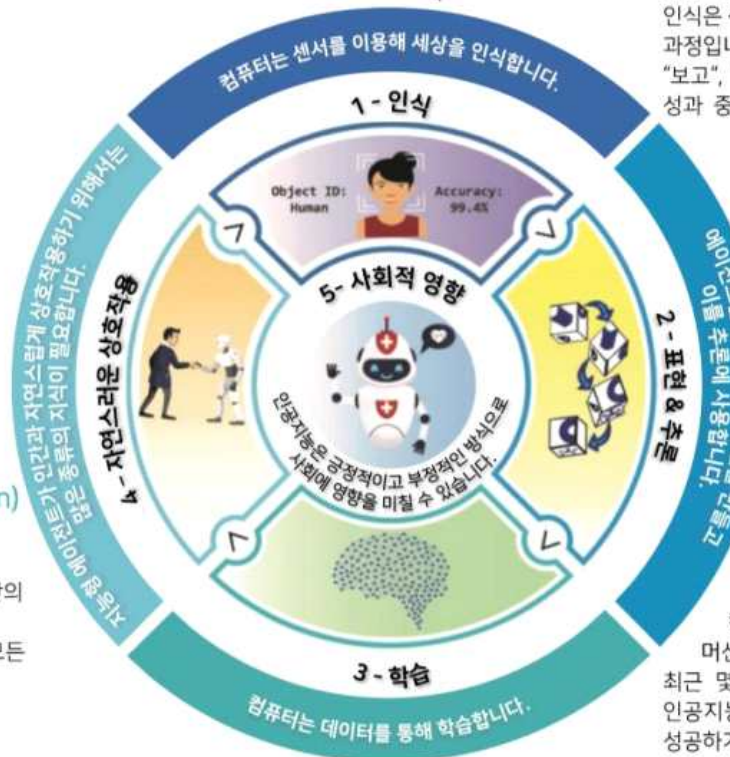 인식은
과정입니
"보고",
성과 중
컴퓨터는 센서를 이용해 세상을 인식합니다.
1 - 인식
Object ID:
Human
Accuracy:
99.4%
이를 추론에 사용합니다.
2 - 표현 & 추론
5- 사회적 영향
인공지능은 긍정적이고 부정적인 방식으로
사회에 영향을 미칠 수 있습니다.
4 - 자연스러운 상호작용
지능형 에이전트가 인간과 자연스럽게 상호작용하기 위해서는
많은 종류의 지식이 필요합니다.
3 - 학습
컴퓨터는 데이터를 통해 학습합니다.
n)
머신
최근 몇
인공지능
성공하기